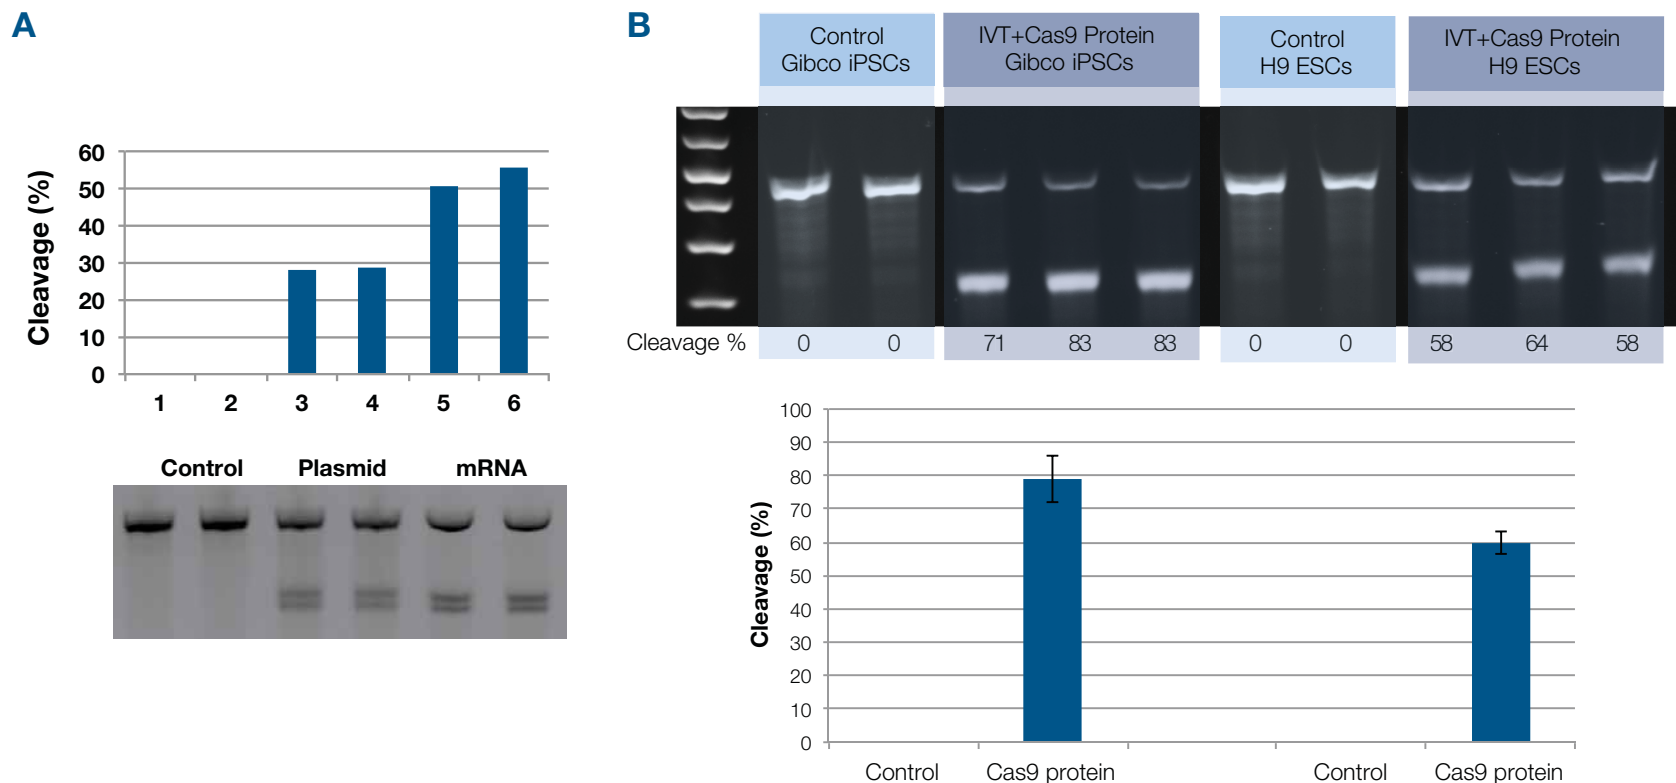 A
Cleavage (%)
60
50
40
30
20
10
0
1 2 3 4 5 6
Control Plasmid mRNA
B
Control
Gibco iPSCs
IVT+Cas9 Protein
Gibco iPSCs
Control
H9 ESCs
IVT+Cas9 Protein
H9 ESCs
Cleavage % 0 0 71 83 83 0 0 58 64 58
Cleavage (%)
100
90
80
70
60
50
40
30
20
10
0
Control Cas9 protein Control Cas9 protein